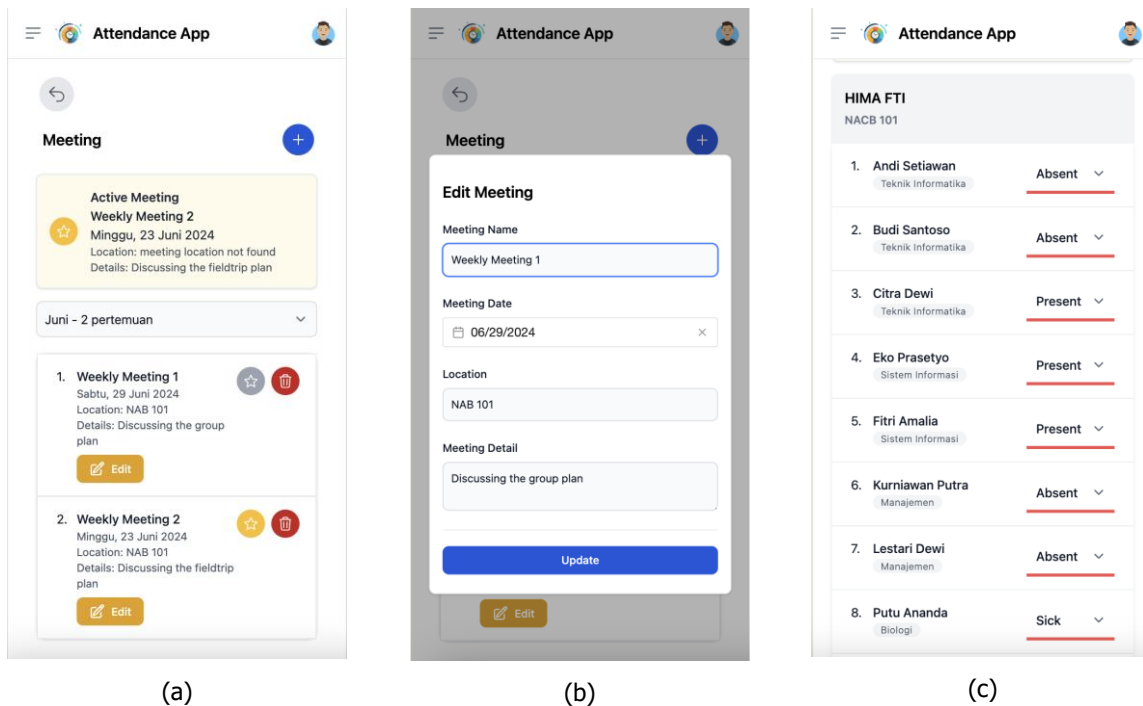 Attendance App
Meeting
Active Meeting
Weekly Meeting 2
Minggu, 23 Juni 2024
Location: meeting location not found
Details: Discussing the fieldtrip plan
Juni - 2 pertemuan
1. Weekly Meeting 1
Sabtu, 29 Juni 2024
Location: NAB 101
Details: Discussing the group
plan
Edit
2. Weekly Meeting 2
Minggu, 23 Juni 2024
Location: NAB 101
Details: Discussing the fieldtrip
plan
Edit
(a)
Attendance App
Meeting
Edit Meeting
Meeting Name
Weekly Meeting 1
Meeting Date
06/29/2024
Location
NAB 101
Meeting Detail
Discussing the group plan
Update
Edit
(b)
Attendance App
HIMA FTI
NACB 101
1. Andi Setiawan Absent
Teknik Informatika
2. Budi Santoso Absent
Teknik Informatika
3. Citra Dewi Present
Teknik Informatika
4. Eko Prasetyo Present
Sistem Informasi
5. Fitri Amalia Present
Sistem Informasi
6. Kurniawan Putra Absent
Manajemen
7. Lestari Dewi Absent
Manajemen
8. Putu Ananda Sick
Biologi
(c)